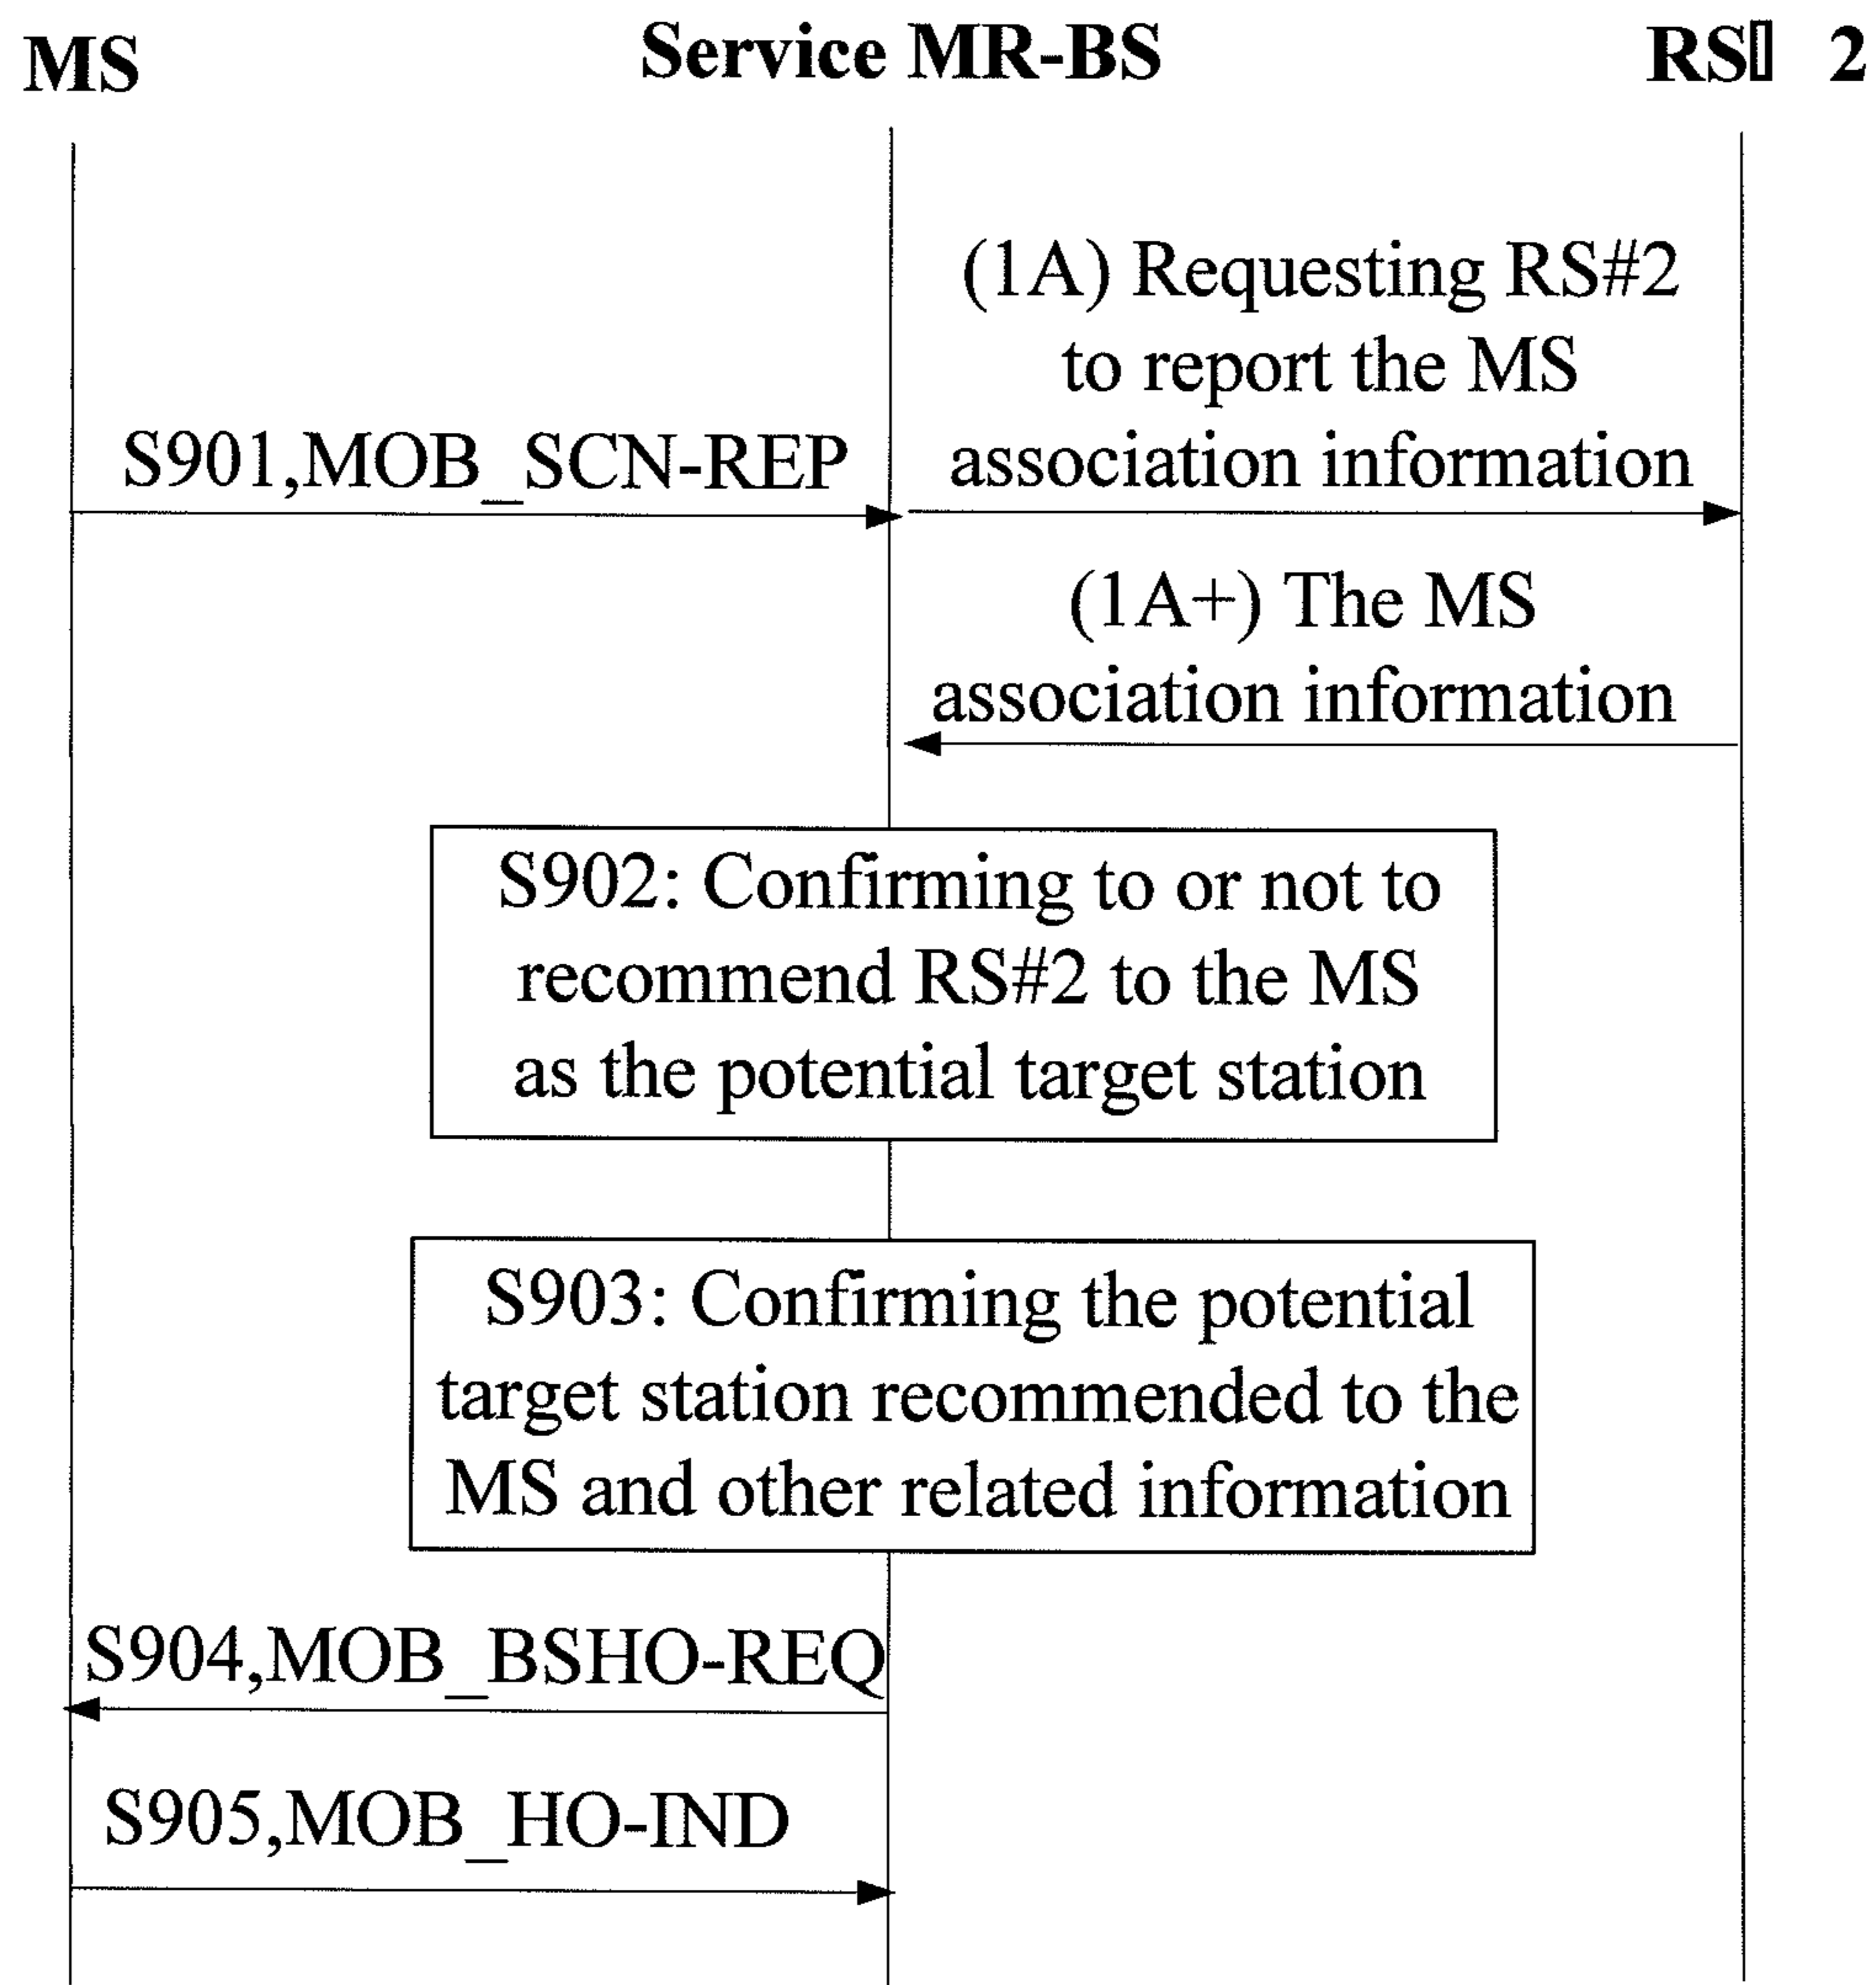 MS
Service MR-BS
RS▯ 2
(1A) Requesting RS#2
to report the MS
association information
S901,MOB_SCN-REP
(1A+) The MS
association information
S902: Confirming to or not to
recommend RS#2 to the MS
as the potential target station
S903: Confirming the potential
target station recommended to the
MS and other related information
S904,MOB_BSHO-REQ
S905,MOB_HO-IND